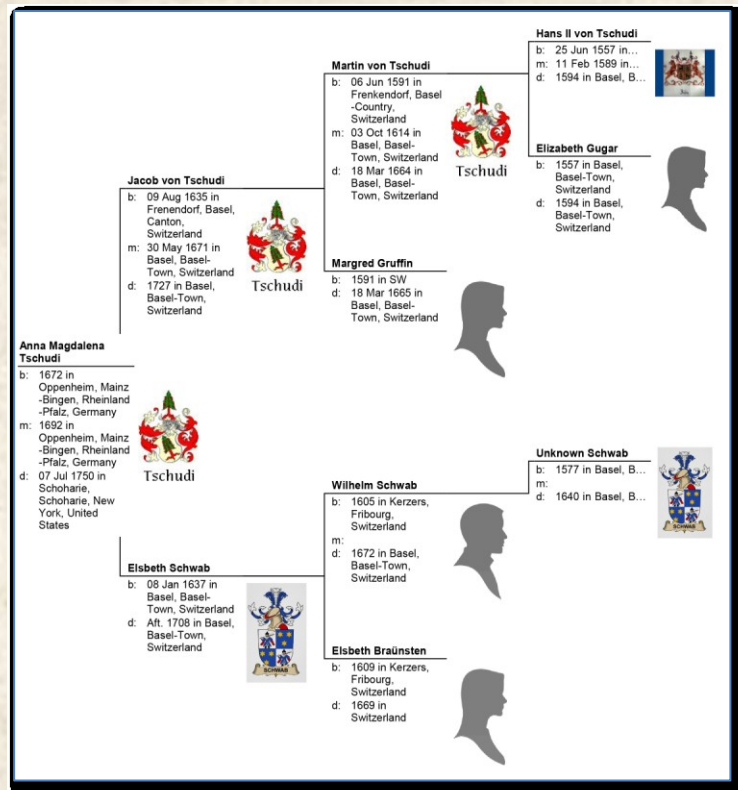 Hans II von Tschudi
b: 25 Jun 1557 in…
m: 11 Feb 1589 in…
d: 1594 in Basel, B…
Martin von Tschudi
b: 06 Jun 1591 in
Frenkendorf, Basel
-Country,
Switzerland
m: 03 Oct 1614 in
Basel, Basel-
Town, Switzerland
d: 18 Mar 1664 in
Basel, Basel-
Town, Switzerland
Tschudi
Elizabeth Gugar
b: 1557 in Basel,
Basel-Town,
Switzerland
d: 1594 in Basel,
Basel-Town,
Switzerland
Jacob von Tschudi
b: 09 Aug 1635 in
Frenendorf, Basel,
Canton,
Switzerland
m: 30 May 1671 in
Basel, Basel-
Town, Switzerland
d: 1727 in Basel,
Basel-Town,
Switzerland
Tschudi
Margred Gruffin
b: 1591 in SW
d: 18 Mar 1665 in
Basel, Basel-
Town, Switzerland
Anna Magdalena
Tschudi
b: 1672 in
Oppenheim, Mainz
-Bingen, Rheinland
-Pfalz, Germany
m: 1692 in
Oppenheim, Mainz
-Bingen, Rheinland
-Pfalz, Germany
d: 07 Jul 1750 in
Schoharie,
Schoharie, New
York, United
States
Tschudi
Unknown Schwab
b: 1577 in Basel, B…
m:
d: 1640 in Basel, B…
SCHWAB
Wilhelm Schwab
b: 1605 in Kerzers,
Fribourg,
Switzerland
m:
d: 1672 in Basel,
Basel-Town,
Switzerland
Elsbeth Schwab
b: 08 Jan 1637 in
Basel, Basel-
Town, Switzerland
d: Aft. 1708 in Basel,
Basel-Town,
Switzerland
SCHWAB
Elsbeth Braünsten
b: 1609 in Kerzers,
Fribourg,
Switzerland
d: 1669 in
Switzerland